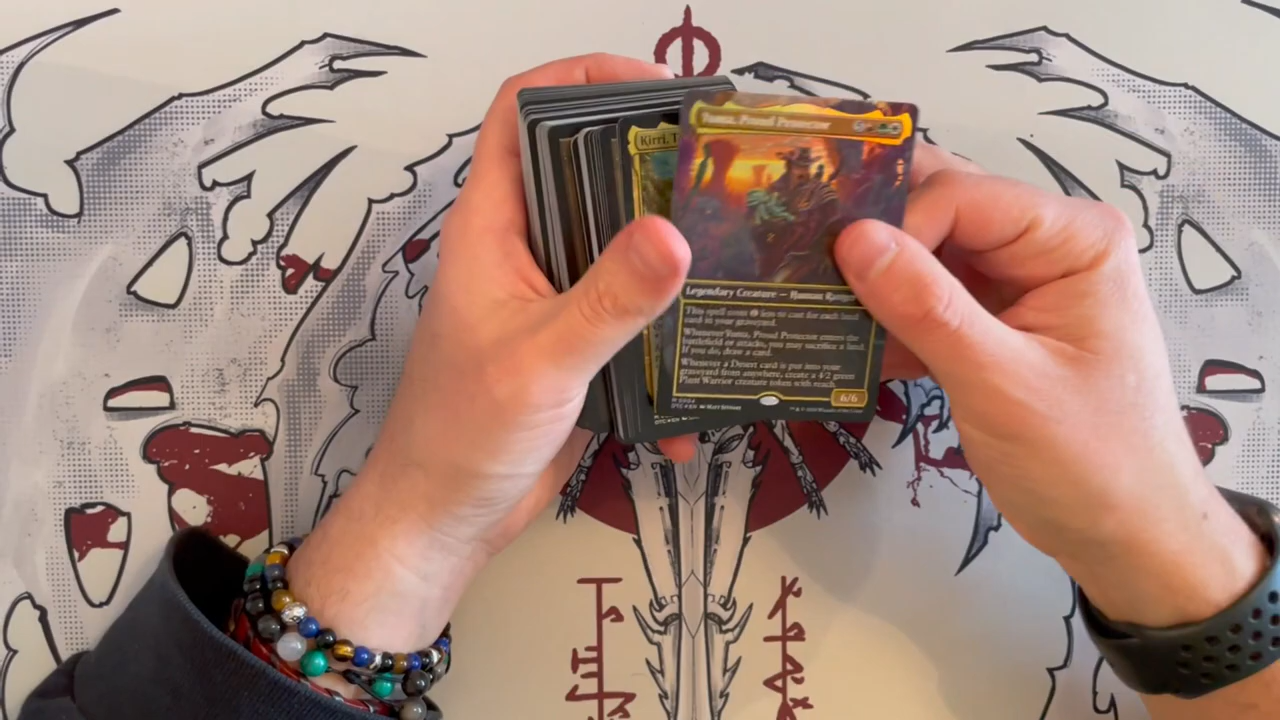 Kirri, T
Yuma, Proud Protector
Legendary Creature — Human Ranger
This spell costs 1 less to cast for each land
card in your graveyard.
Whenever Yuma, Proud Protector enters the
battlefield or attacks, you may sacrifice a land.
If you do, draw a card.
Whenever a Desert card is put into your
graveyard from anywhere, create a 4/2 green
Plant Warrior creature token with reach.
6/6
M 0004
OTC EN